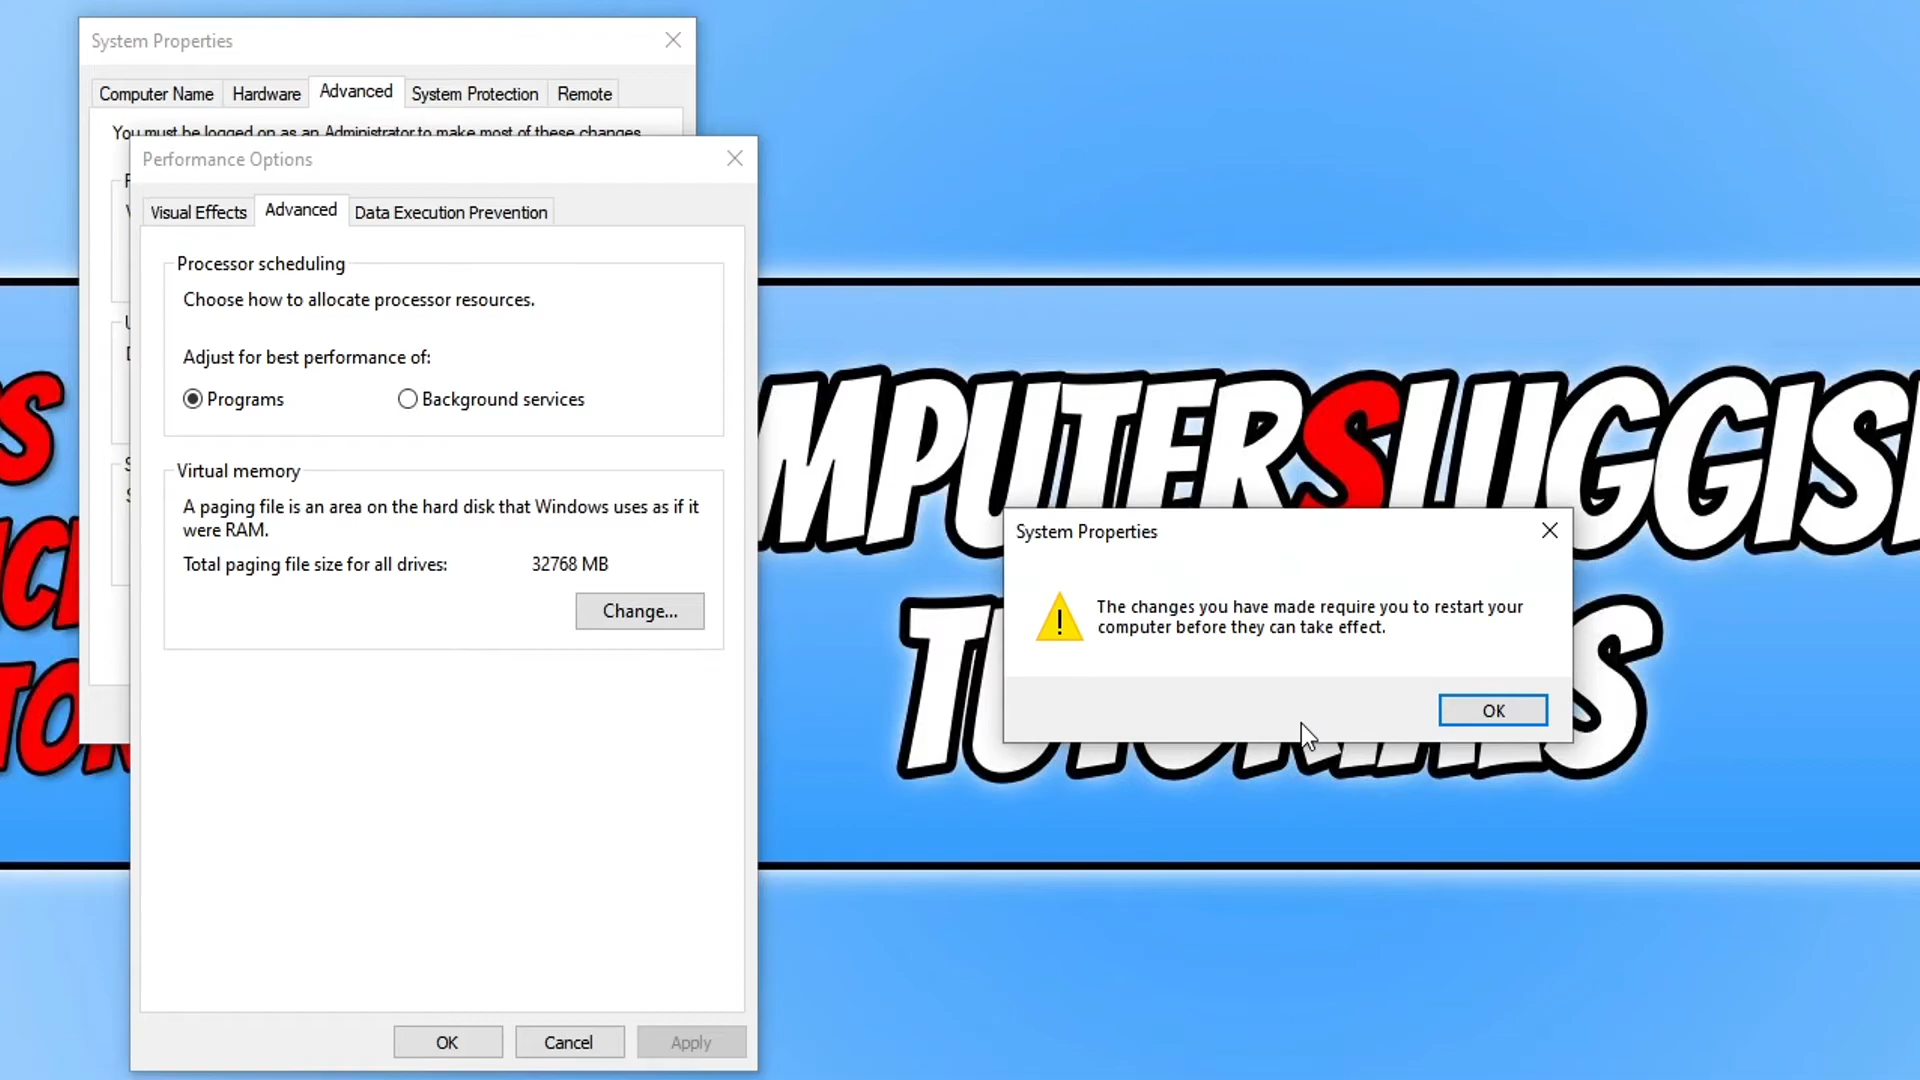 System Properties
Computer Name
Hardware
Advanced
System Protection
Remote
You must be logged on as an Administrator to make most of these changes.
Performance Options
Visual Effects
Advanced
Data Execution Prevention
Processor scheduling
Choose how to allocate processor resources.
Adjust for best performance of:
Programs
Background services
Virtual memory
A paging file is an area on the hard disk that Windows uses as if it
were RAM.
Total paging file size for all drives:
32768 MB
Change...
OK
Cancel
Apply
MPUTERSLUGGIS
System Properties
The changes you have made require you to restart your
computer before they can take effect.
OK